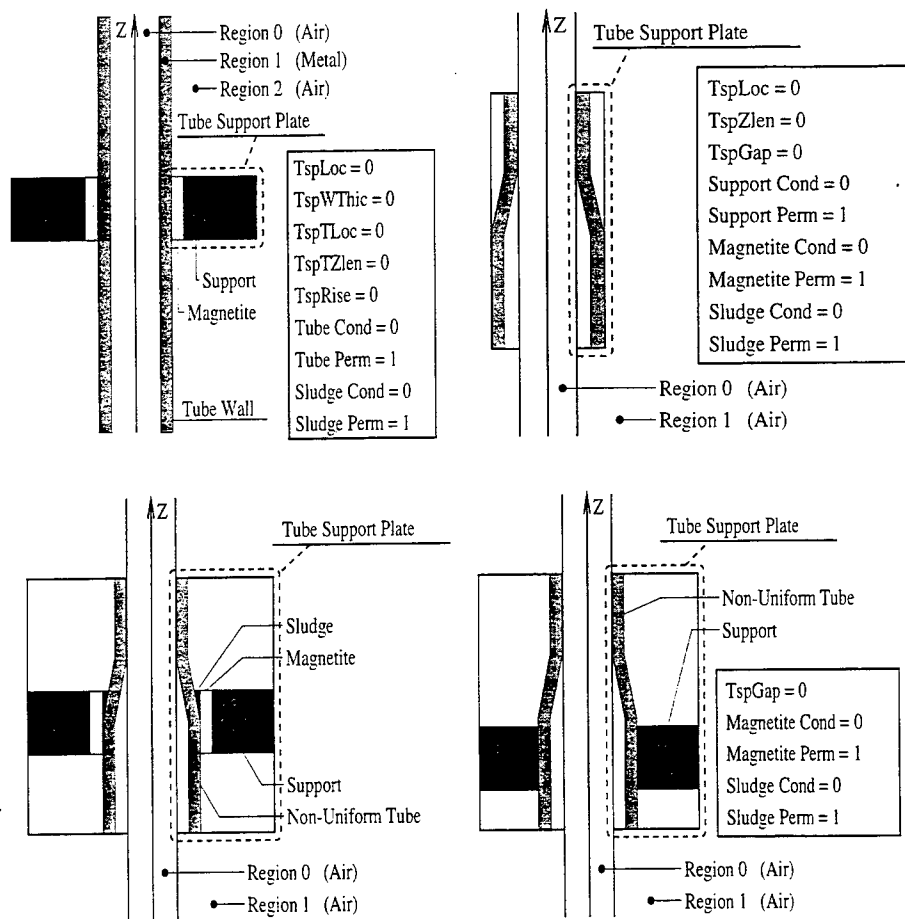 Z
Region 0 (Air)
Region 1 (Metal)
Region 2 (Air)
Tube Support Plate
TspLoc = 0
TspWThic = 0
TspTLoc = 0
TspTZlen = 0
TspRise = 0
Tube Cond = 0
Tube Perm = 1
Sludge Cond = 0
Sludge Perm = 1
Support
Magnetite
Tube Wall
Z
Tube Support Plate
TspLoc = 0
TspZlen = 0
TspGap = 0
Support Cond = 0
Support Perm = 1
Magnetite Cond = 0
Magnetite Perm = 1
Sludge Cond = 0
Sludge Perm = 1
Region 0 (Air)
Region 1 (Air)
Z
Tube Support Plate
Sludge
Magnetite
Support
Non-Uniform Tube
Region 0 (Air)
Region 1 (Air)
Z
Tube Support Plate
Non-Uniform Tube
Support
TspGap = 0
Magnetite Cond = 0
Magnetite Perm = 1
Sludge Cond = 0
Sludge Perm = 1
Region 0 (Air)
Region 1 (Air)